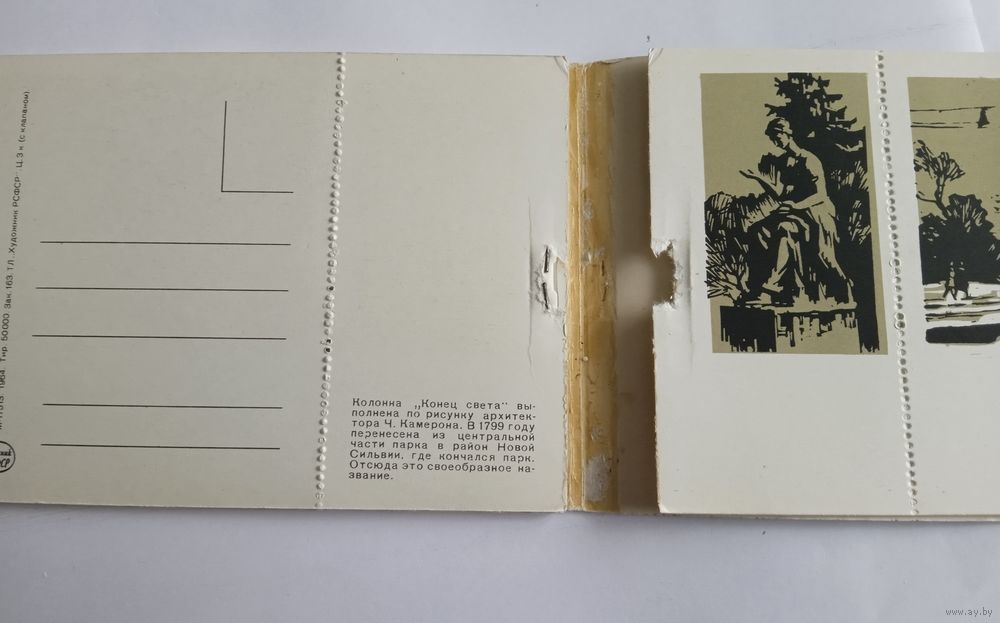 1964. Тир. 50000. Зак. 163. ТЛ „Художник РСФСР". Ц. 3 к. (с клапаном)
Колонна „Конец света" вы-
полнена по рисунку архитек-
тора Ч. Камерона. В 1799 году
перенесена из центральной
части парка в район Новой
Сильвии, где кончался парк.
Отсюда это своеобразное на-
звание.
www.ay.by